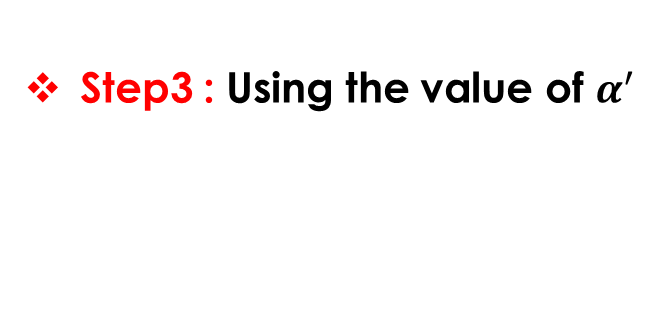 ❖ Step3 : Using the value of α′